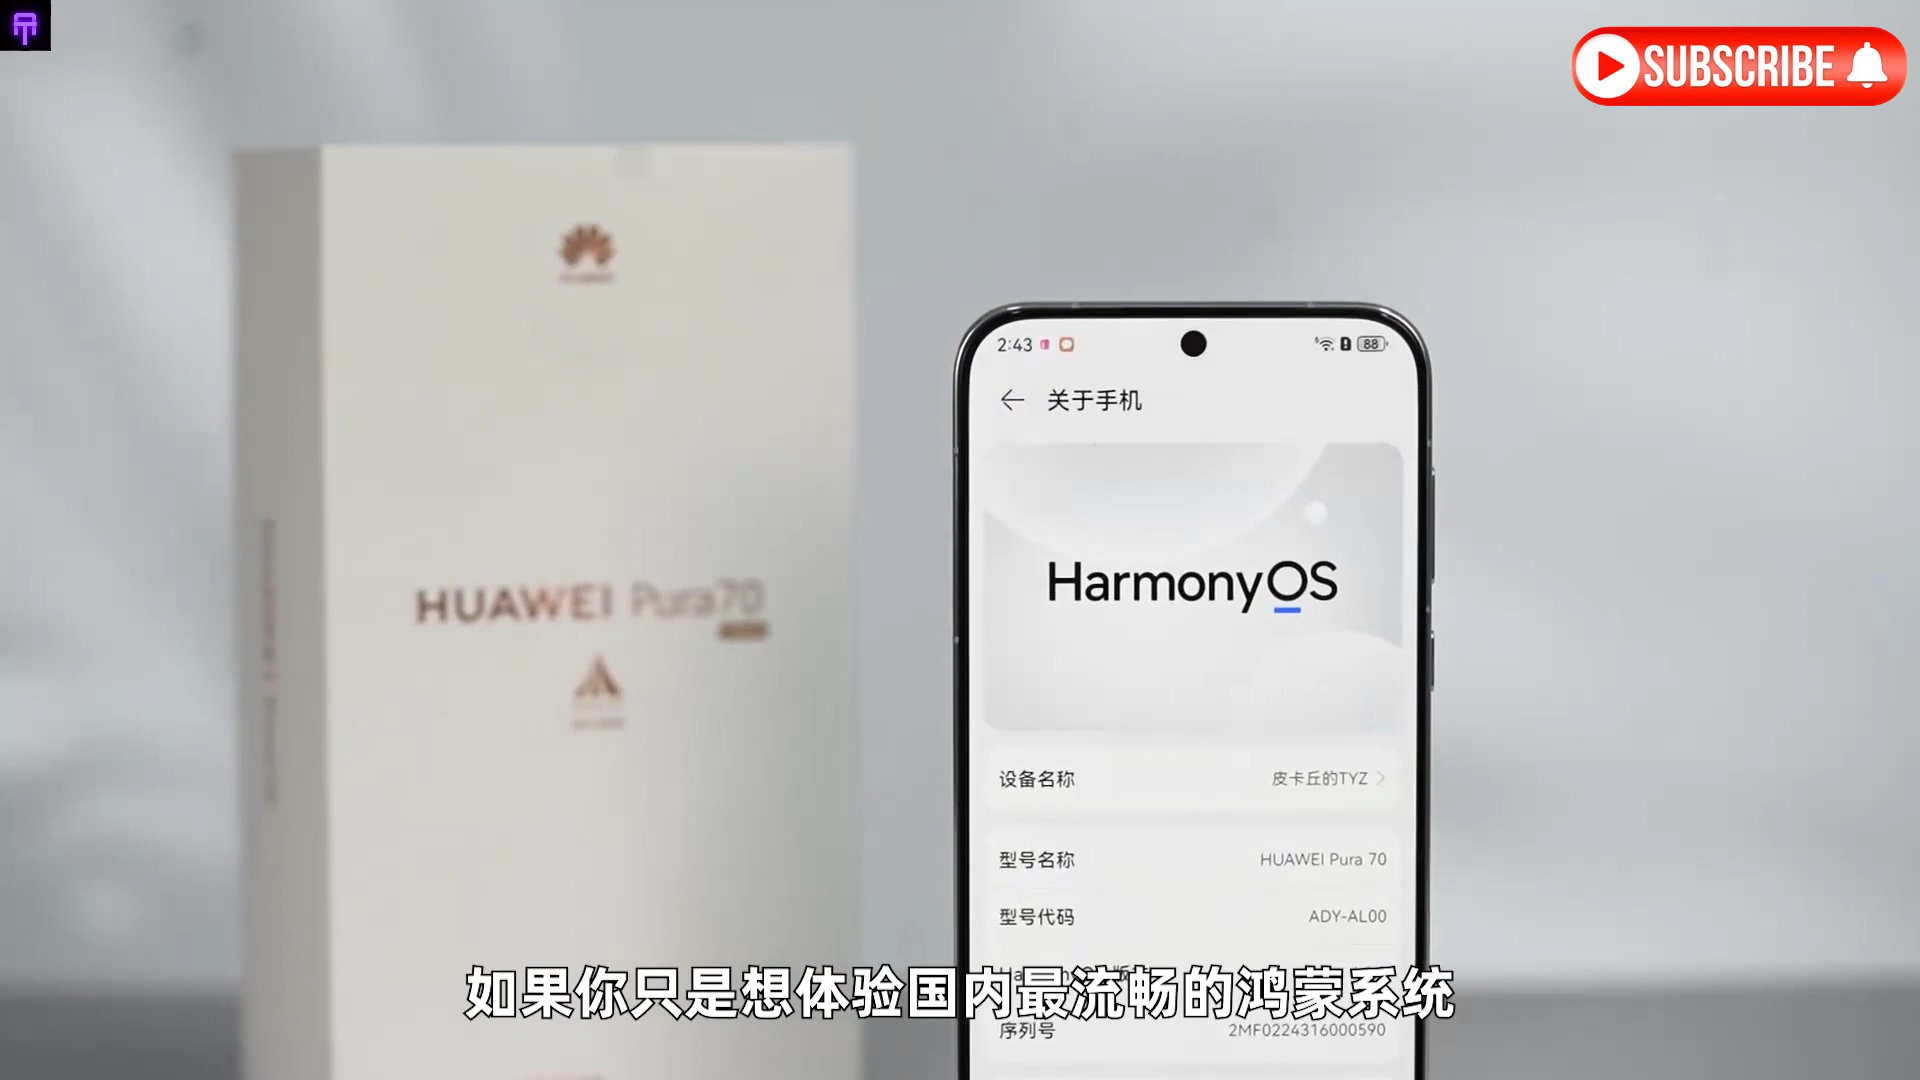 SUBSCRIBE
HUAWEI Pura70
2:43
88
关于手机
HarmonyOS
设备名称 皮卡丘的TYZ
型号名称 HUAWEI Pura 70
型号代码 ADY-AL00
如果你只是想体验国内最流畅的鸿蒙系统
序列号 2MF0224316000590